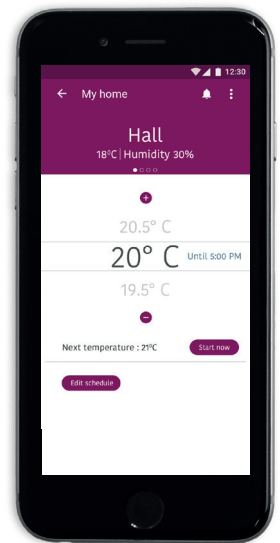 12:30
My home
Hall
18°C | Humidity 30%
20.5° C
20° C Until 5:00 PM
19.5° C
Next temperature : 21°C Start now
Edit schedule